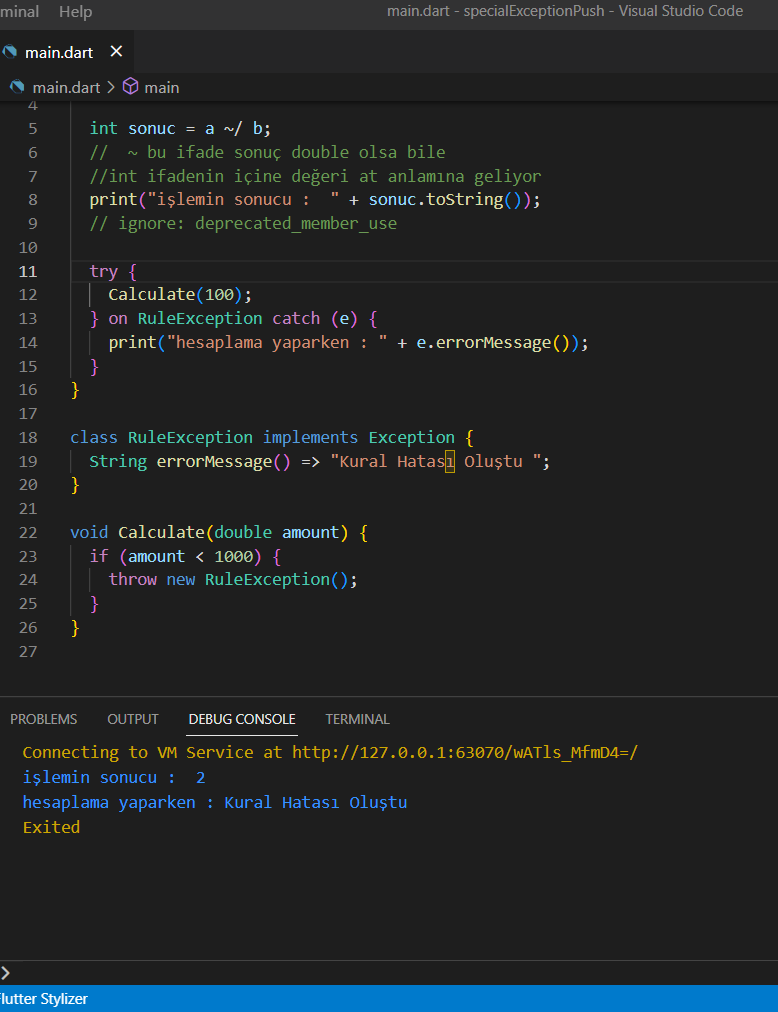 minal Help main.dart - specialExceptionPush - Visual Studio Code
main.dart ×
main.dart > main
4
5 int sonuc = a ~/ b;
6 //  ~ bu ifade sonuç double olsa bile
7 //int ifadenin içine değeri at anlamına geliyor
8 print("işlemin sonucu :  " + sonuc.toString());
9 // ignore: deprecated_member_use
10
11 try {
12 Calculate(100);
13 } on RuleException catch (e) {
14 print("hesaplama yaparken : " + e.errorMessage());
15 }
16 }
17
18 class RuleException implements Exception {
19 String errorMessage() => "Kural Hatası Oluştu ";
20 }
21
22 void Calculate(double amount) {
23 if (amount < 1000) {
24 throw new RuleException();
25 }
26 }
27
PROBLEMS OUTPUT DEBUG CONSOLE TERMINAL
Connecting to VM Service at http://127.0.0.1:63070/wATls_MfmD4=/
işlemin sonucu :  2
hesaplama yaparken : Kural Hatası Oluştu
Exited
>
lutter Stylizer